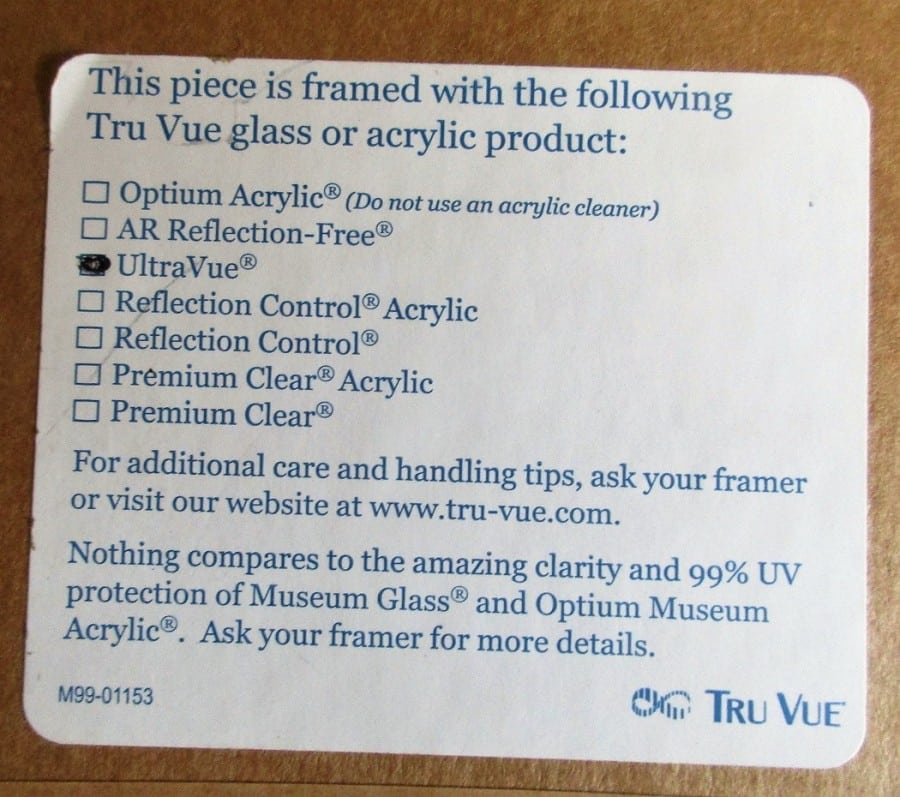 This piece is framed with the following
Tru Vue glass or acrylic product:
☐ Optium Acrylic® (Do not use an acrylic cleaner)
☐ AR Reflection-Free®
■ UltraVue®
☐ Reflection Control® Acrylic
☐ Reflection Control®
☐ Premium Clear® Acrylic
☐ Premium Clear®
For additional care and handling tips, ask your framer
or visit our website at www.tru-vue.com.
Nothing compares to the amazing clarity and 99% UV
protection of Museum Glass® and Optium Museum
Acrylic®. Ask your framer for more details.
M99-01153
TRU VUE